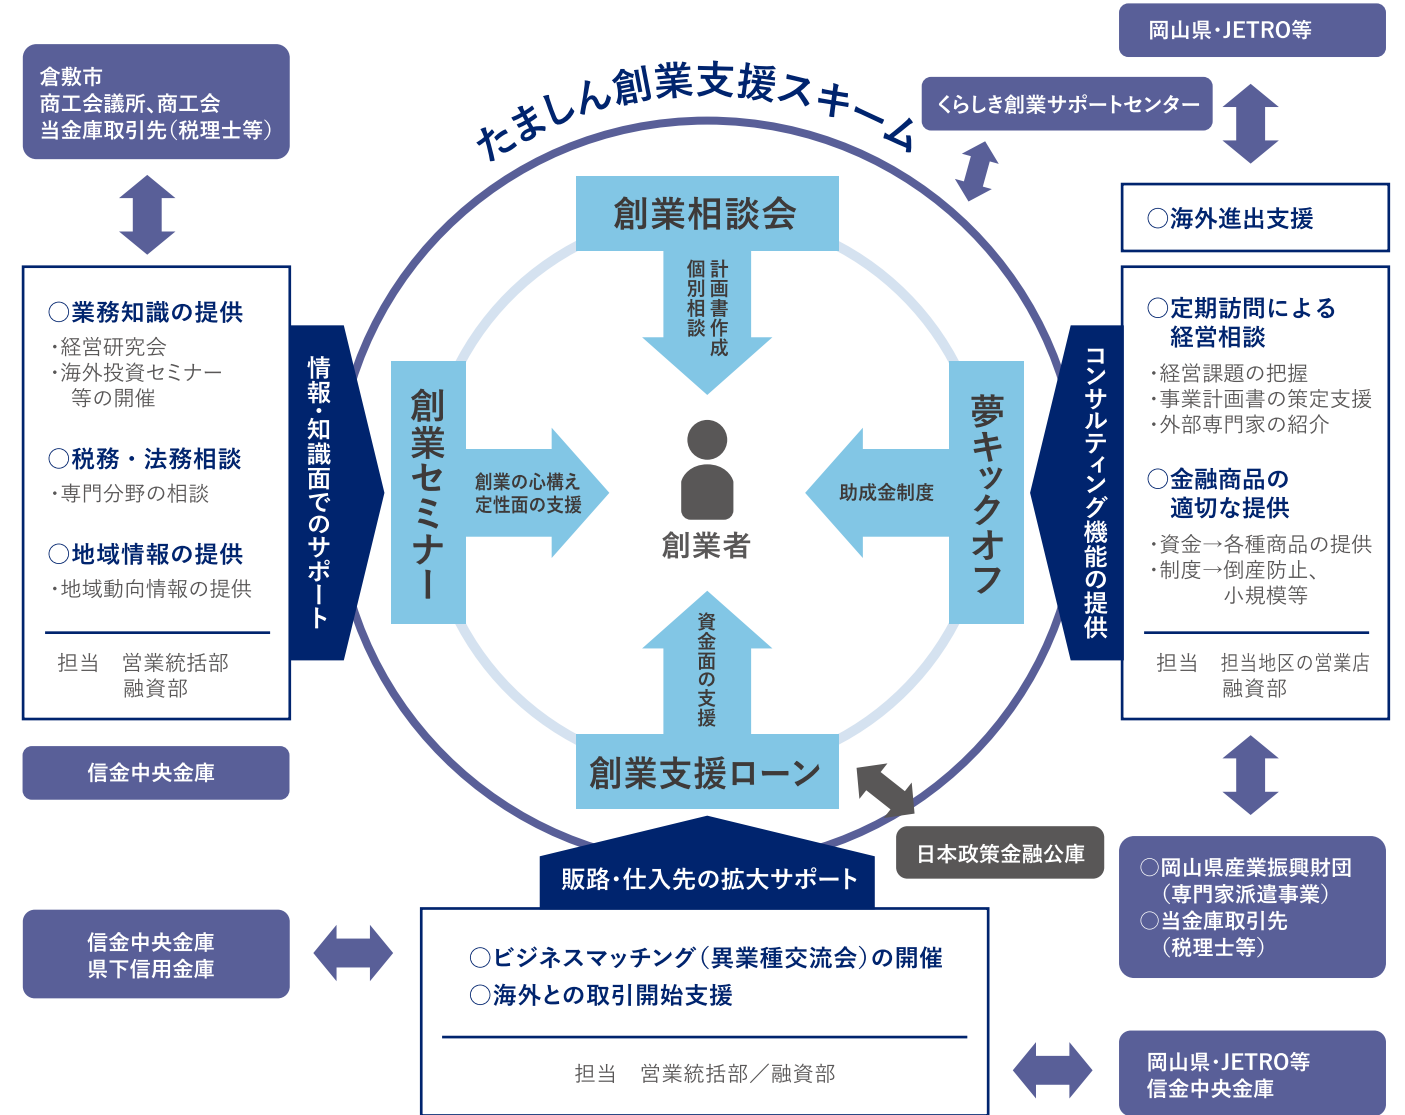 たましん創業支援スキーム
岡山県・JETRO等
くらしき創業サポートセンター
倉敷市
商工会議所、商工会
当金庫取引先（税理士等）
○業務知識の提供
・経営研究会
・海外投資セミナー
等の開催
○税務・法務相談
・専門分野の相談
○地域情報の提供
・地域動向情報の提供
担当　営業統括部
融資部
情報・知識面でのサポート
信金中央金庫
創業相談会
計画書作成
個別相談
創業セミナー
創業の心構え
定性面の支援
創業者
夢キックオフ
助成金制度
資金面の支援
創業支援ローン
日本政策金融公庫
コンサルティング機能の提供
○海外進出支援
○定期訪問による
経営相談
・経営課題の把握
・事業計画書の策定支援
・外部専門家の紹介
○金融商品の
適切な提供
・資金→各種商品の提供
・制度→倒産防止、
小規模等
担当　担当地区の営業店
融資部
○岡山県産業振興財団
（専門家派遣事業）
○当金庫取引先
（税理士等）
販路・仕入先の拡大サポート
○ビジネスマッチング（異業種交流会）の開催
○海外との取引開始支援
担当　営業統括部／融資部
信金中央金庫
県下信用金庫
岡山県・JETRO等
信金中央金庫